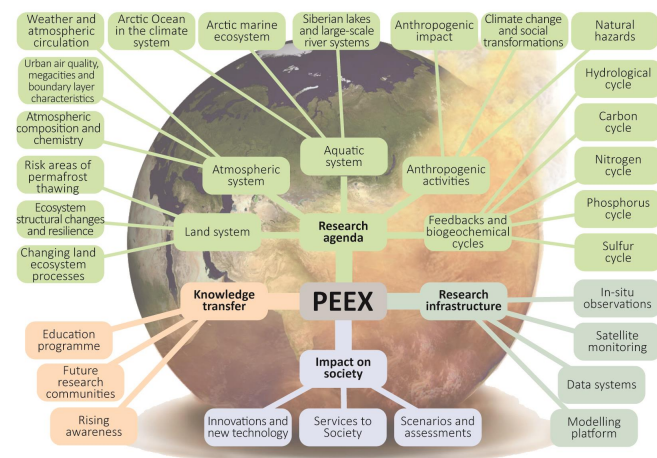 Weather and
atmospheric
circulation
Arctic Ocean
in the climate
system
Arctic marine
ecosystem
Siberian lakes
and large-scale
river systems
Anthropogenic
impact
Climate change
and social
transformations
Natural
hazards
Urban air quality,
megacities and
boundary layer
characteristics
Hydrological
cycle
Atmospheric
composition and
chemistry
Carbon
cycle
Aquatic
system
Atmospheric
system
Anthropogenic
activities
Nitrogen
cycle
Risk areas of
permafrost
thawing
Phosphorus
cycle
Ecosystem
structural changes
and resilience
Land system
Research
agenda
Feedbacks and
biogeochemical
cycles
Changing land
ecosystem
processes
Sulfur
cycle
Knowledge
transfer
PEEX
Research
infrastructure
In-situ
observations
Education
programme
Satellite
monitoring
Impact on
society
Future
research
communities
Data systems
Rising
awareness
Innovations and
new technology
Services to
Society
Scenarios and
assessments
Modelling
platform